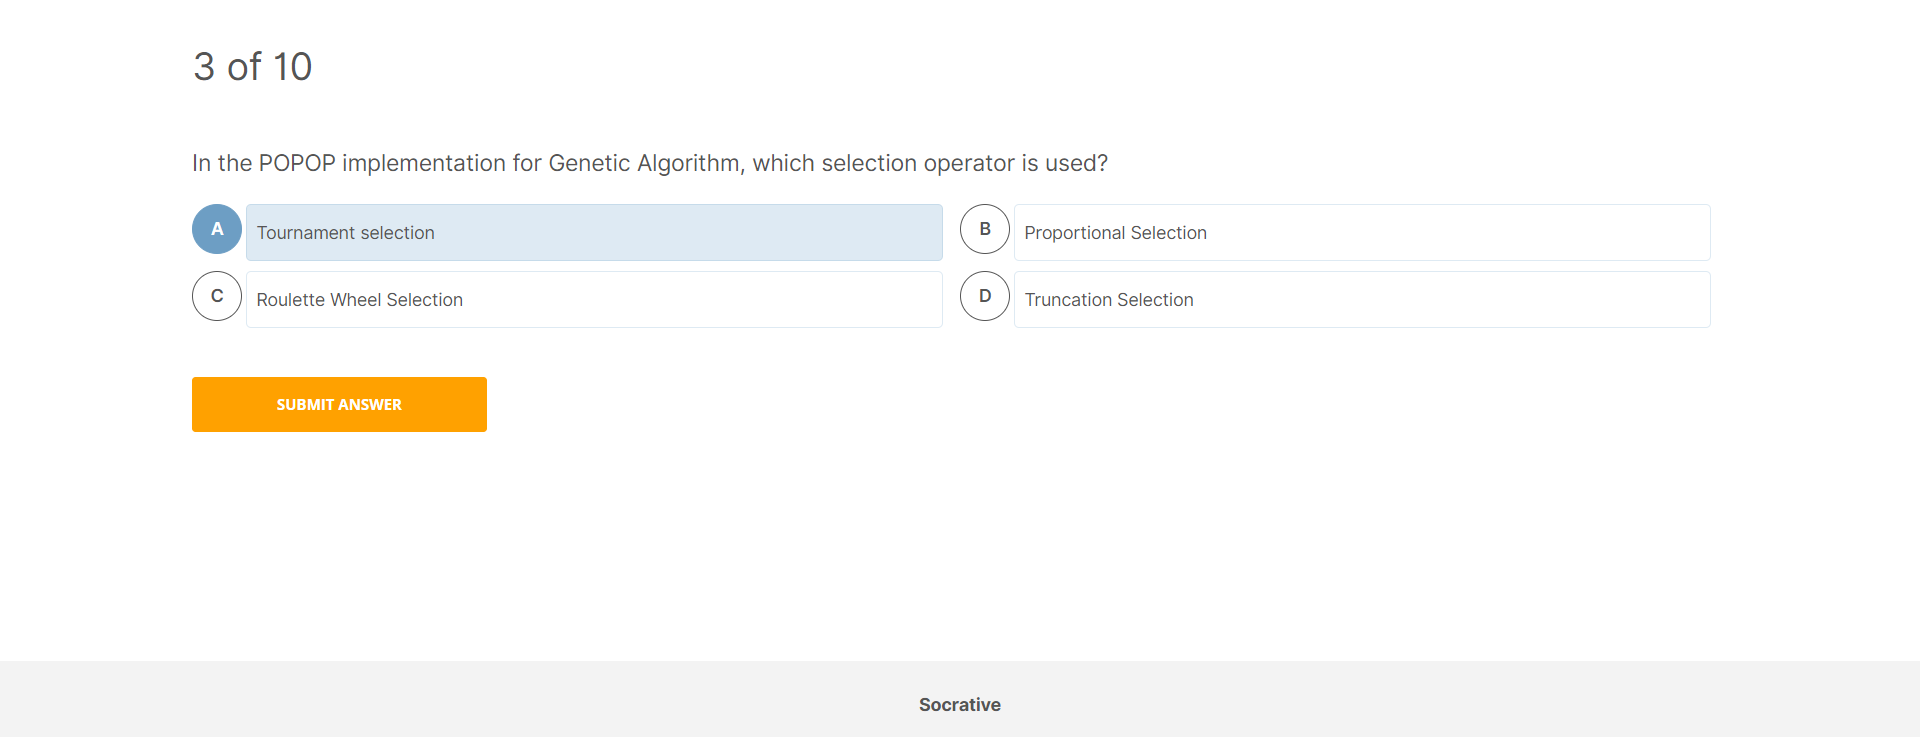 3 of 10
In the POPOP implementation for Genetic Algorithm, which selection operator is used?
A Tournament selection
B Proportional Selection
C Roulette Wheel Selection
D Truncation Selection
SUBMIT ANSWER
Socrative